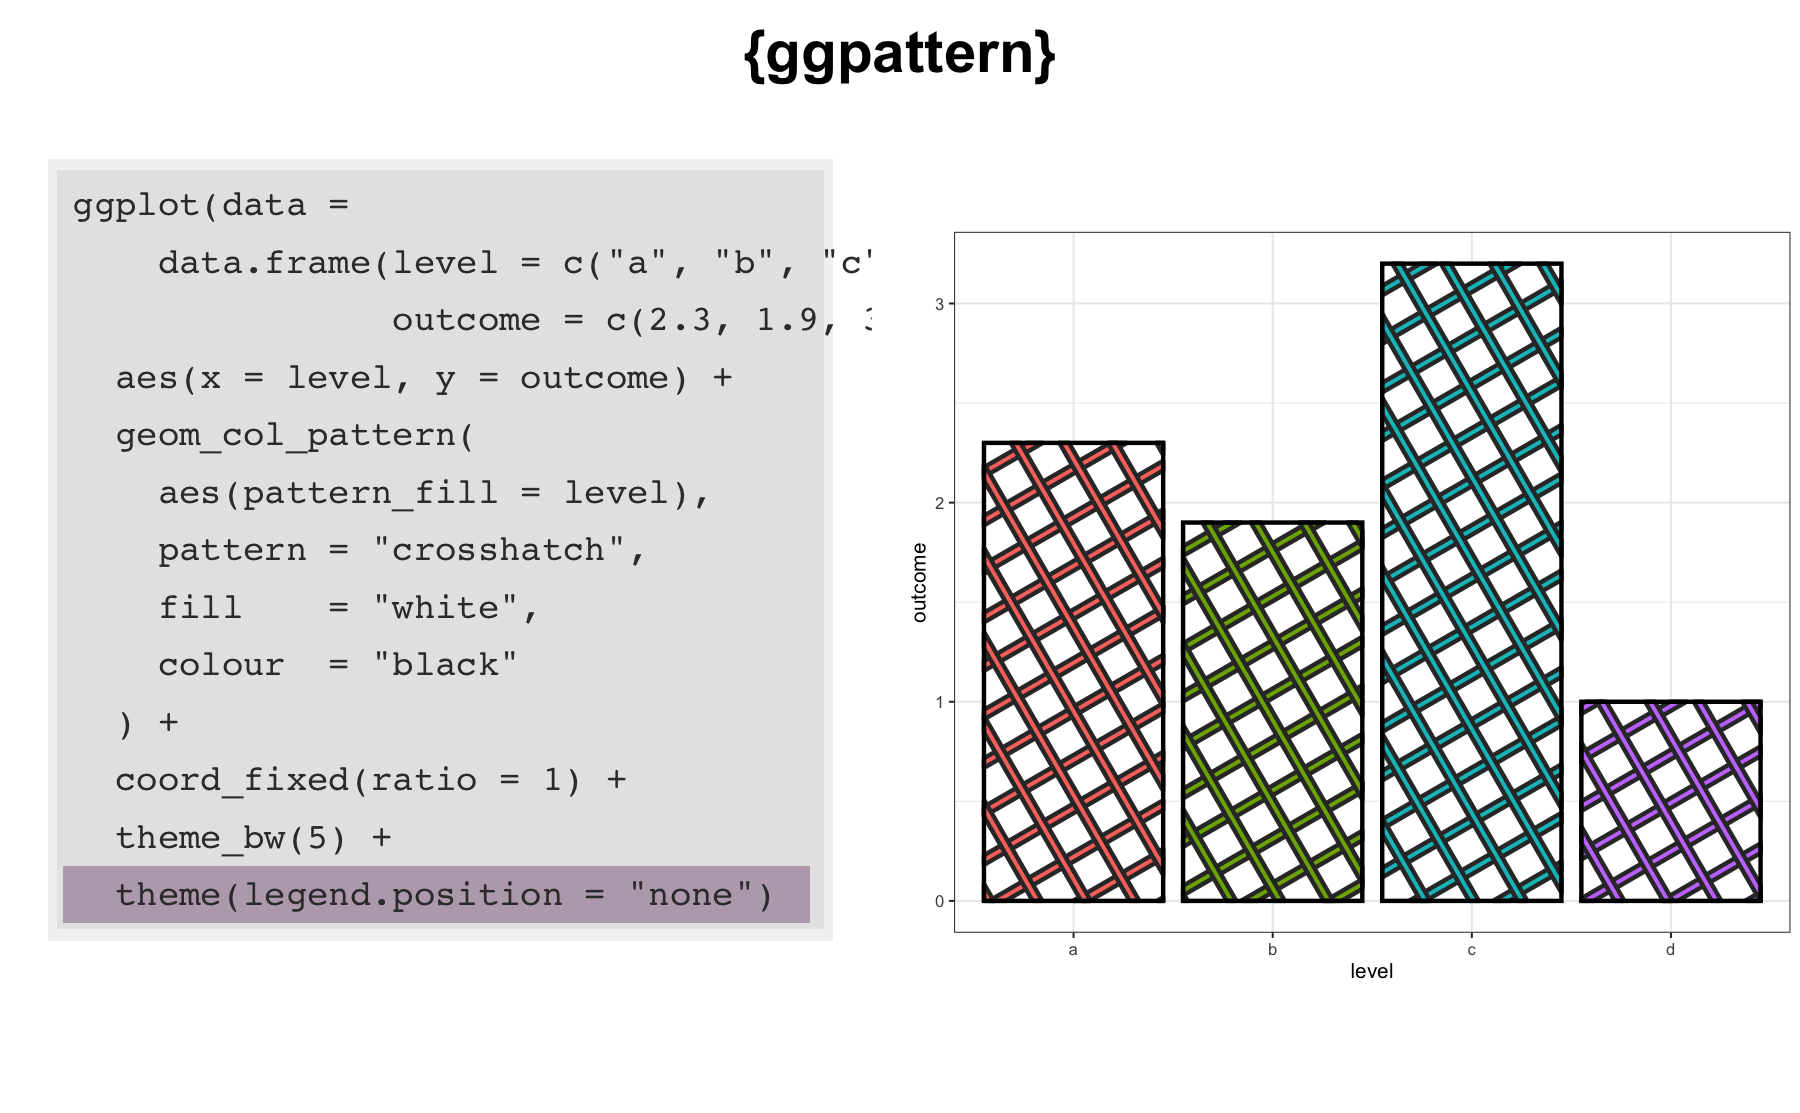 {ggpattern}
ggplot(data =
data.frame(level = c("a", "b", "c"
outcome = c(2.3, 1.9,
aes(x = level, y = outcome) +
geom_col_pattern(
aes(pattern_fill = level),
pattern = "crosshatch",
fill    = "white",
colour  = "black"
) +
coord_fixed(ratio = 1) +
theme_bw(5) +
theme(legend.position = "none")
3
2
1
0
outcome
a b c d
level